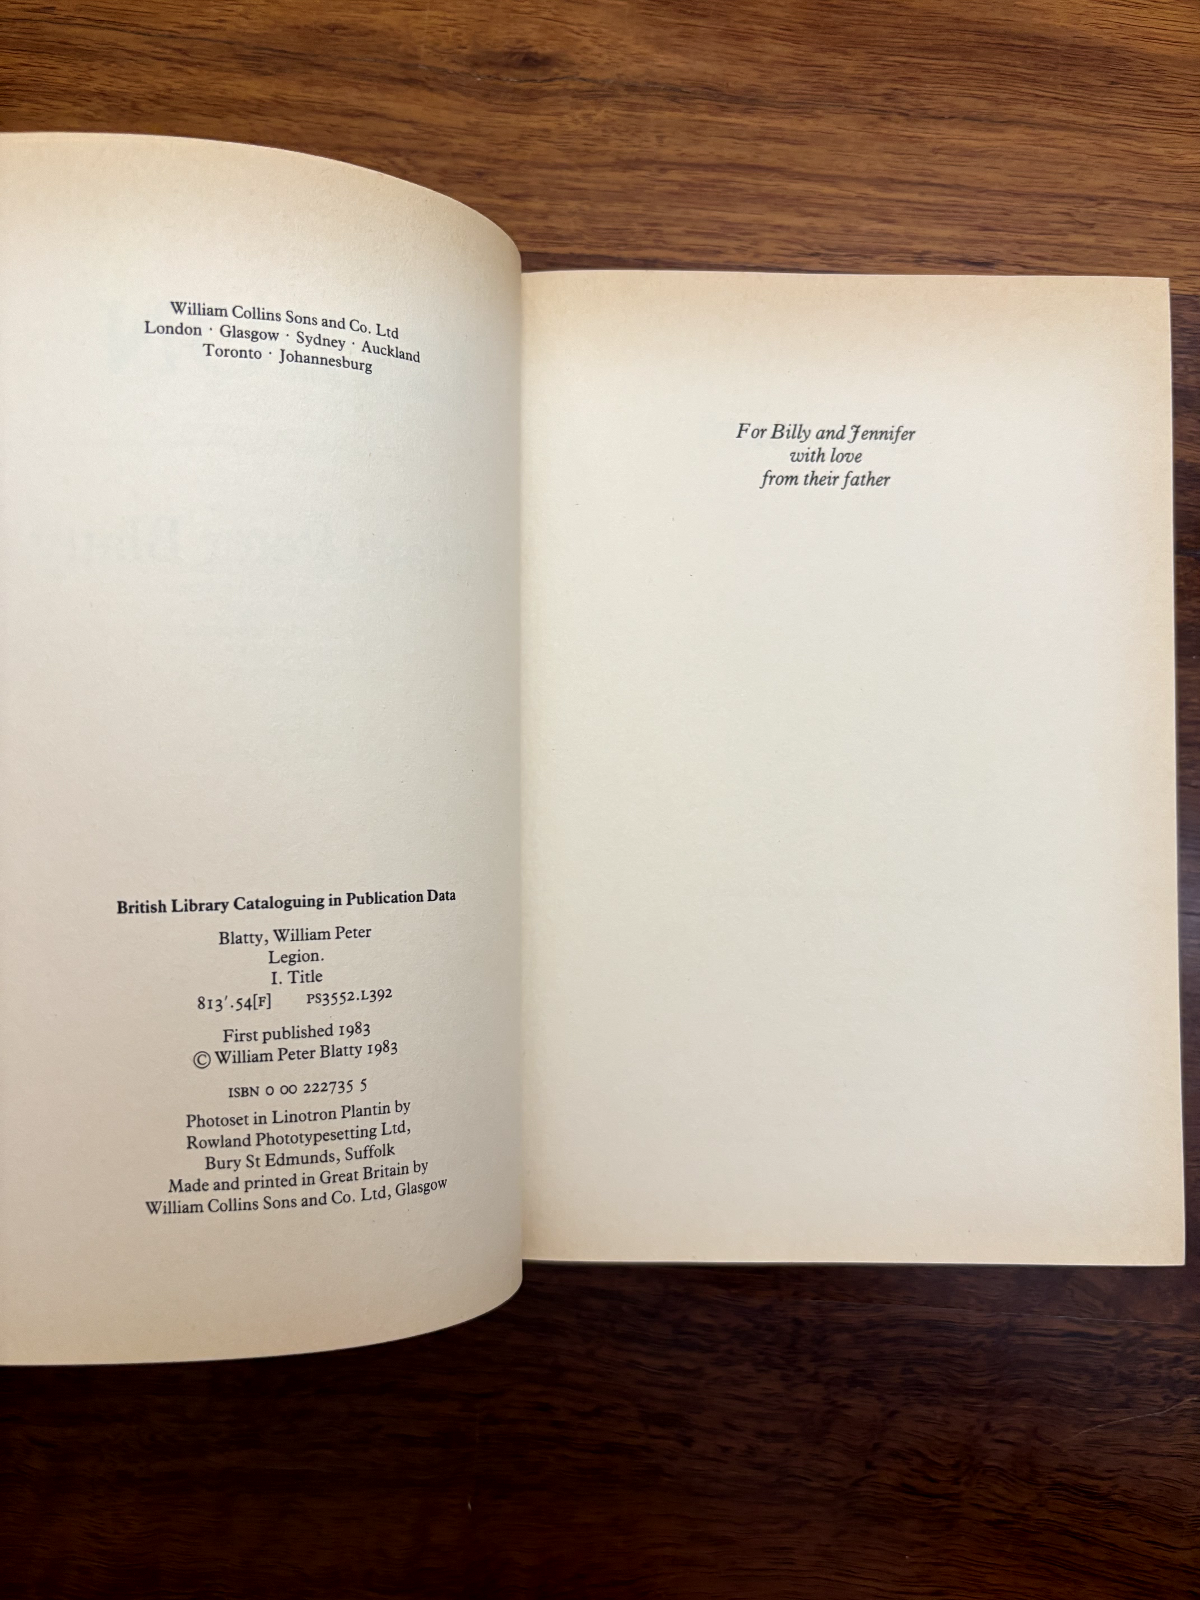 William Collins Sons and Co. Ltd
London · Glasgow · Sydney · Auckland
Toronto · Johannesburg
British Library Cataloguing in Publication Data
Blatty, William Peter
Legion.
I. Title
813'.54[F] PS3552.L392
First published 1983
© William Peter Blatty 1983
ISBN 0 00 222735 5
Photoset in Linotron Plantin by
Rowland Phototypesetting Ltd,
Bury St Edmunds, Suffolk
Made and printed in Great Britain by
William Collins Sons and Co. Ltd, Glasgow
For Billy and Jennifer
with love
from their father